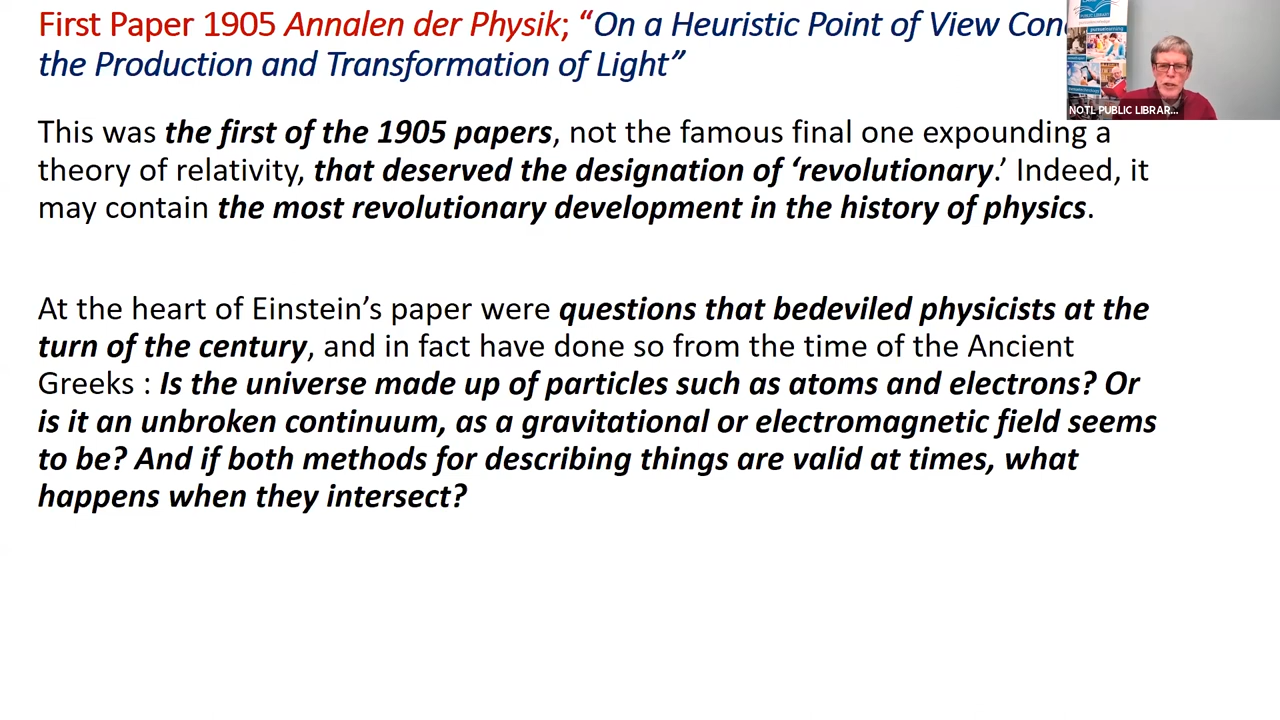 First Paper 1905 Annalen der Physik; “On a Heuristic Point of View
the Production and Transformation of Light”
PUBLIC LIBRARY
NOTL PUBLIC LIBRAR...
This was the first of the 1905 papers, not the famous final one expounding a
theory of relativity, that deserved the designation of ‘revolutionary.’ Indeed, it
may contain the most revolutionary development in the history of physics.
At the heart of Einstein’s paper were questions that bedeviled physicists at the
turn of the century, and in fact have done so from the time of the Ancient
Greeks : Is the universe made up of particles such as atoms and electrons? Or
is it an unbroken continuum, as a gravitational or electromagnetic field seems
to be? And if both methods for describing things are valid at times, what
happens when they intersect?